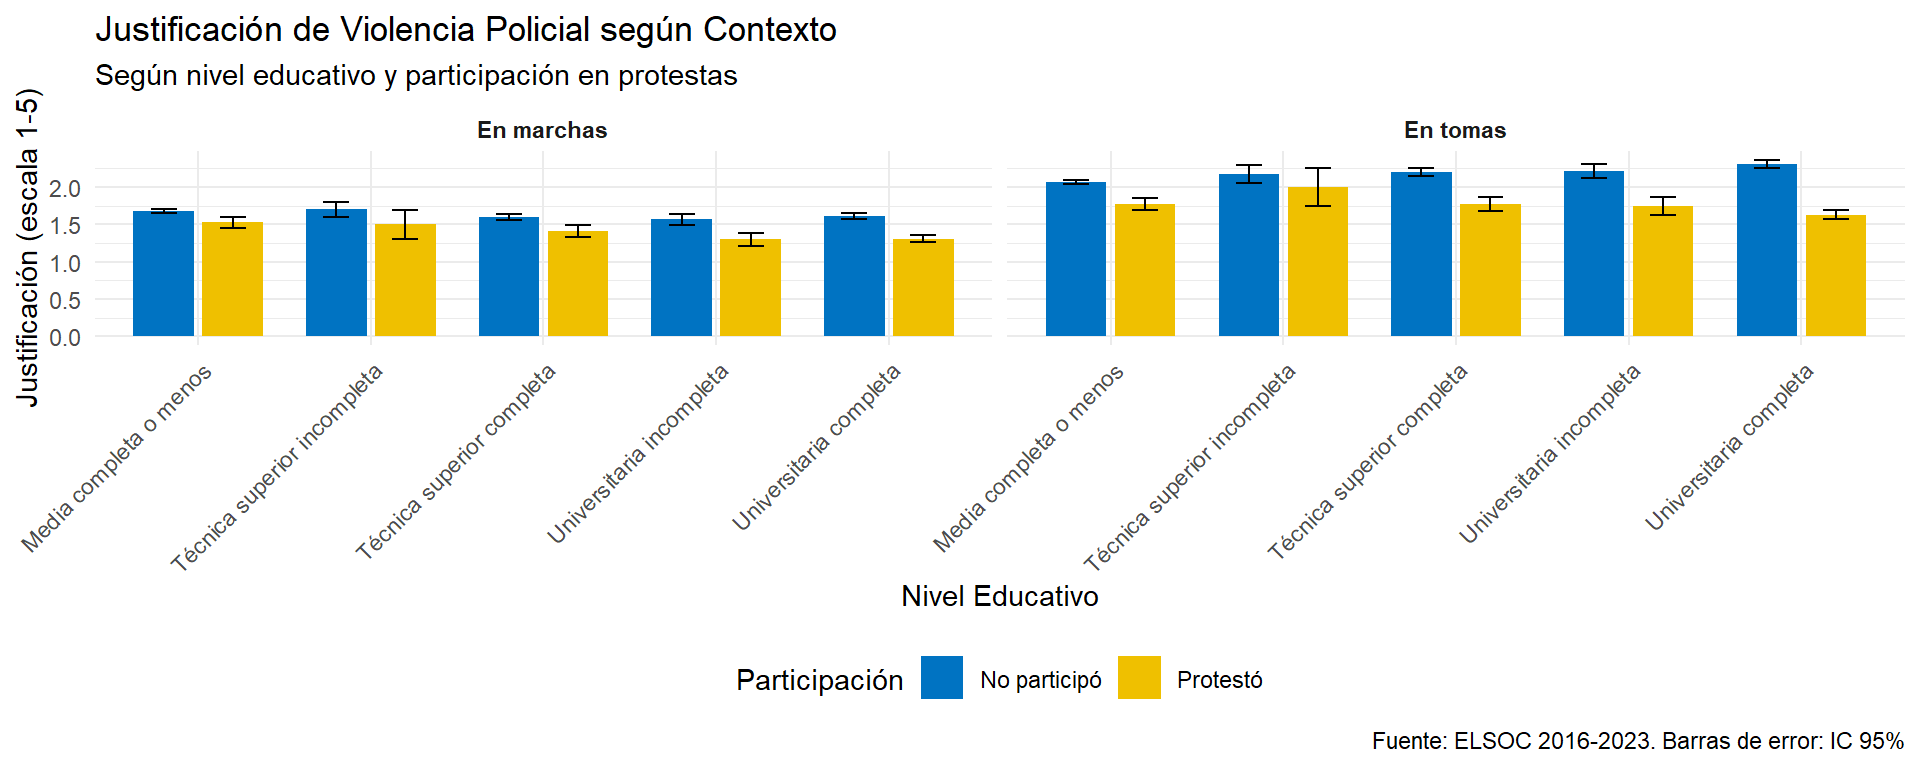 Justificación de Violencia Policial según Contexto
Según nivel educativo y participación en protestas
Justificación (escala 1-5)
En marchas
En tomas
2.0
1.5
1.0
0.5
0.0
Media completa o menos
Técnica superior incompleta
Técnica superior completa
Universitaria incompleta
Universitaria completa
Media completa o menos
Técnica superior incompleta
Técnica superior completa
Universitaria incompleta
Universitaria completa
Nivel Educativo
Participación No participó Protestó
Fuente: ELSOC 2016-2023. Barras de error: IC 95%